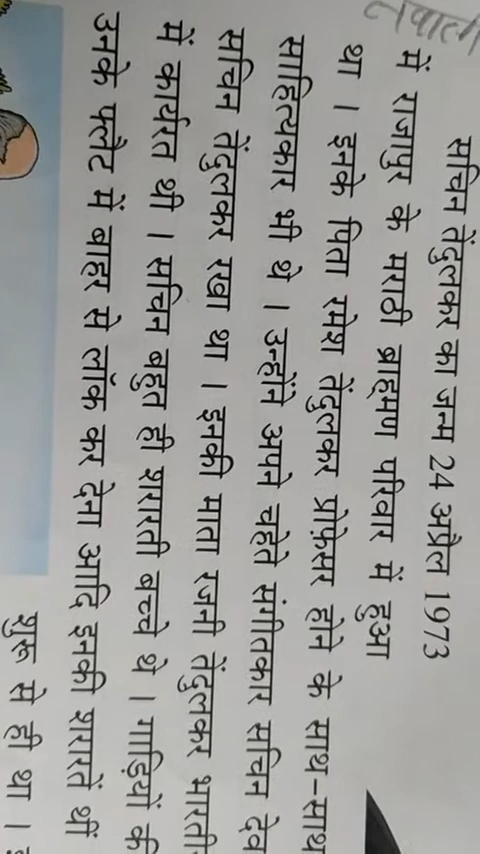 सचिन तेंदुलकर का जन्म 24 अप्रैल 1973
में राजापुर के मराठी ब्राह्मण परिवार में हुआ
था । इनके पिता रमेश तेंदुलकर प्रोफ़ेसर होने के साथ-साथ
साहित्यकार भी थे । उन्होंने अपने चहेते संगीतकार सचिन देव
सचिन तेंदुलकर रखा था । इनकी माता रजनी तेंदुलकर
में कार्यरत थी । सचिन बहुत ही शरारती बच्चे थे । गाड़ियों की
उनके फ्लैट में बाहर से लॉक कर देना आदि इनकी शरारतें थीं
शुरू से ही था ।